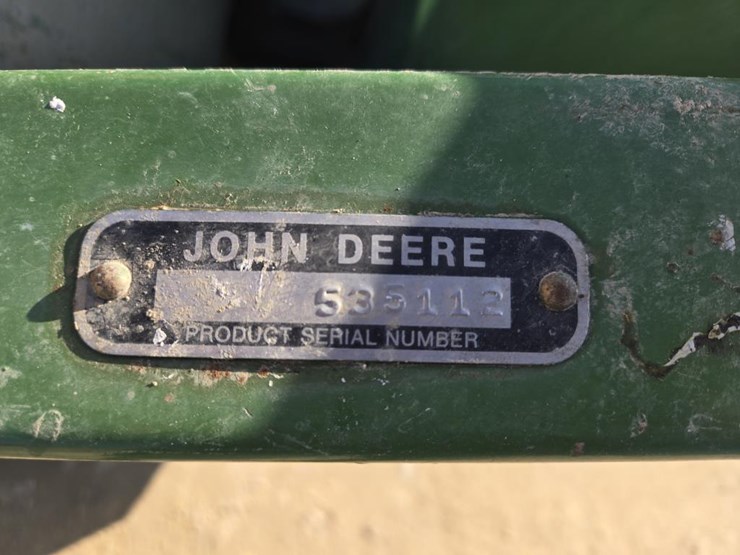 JOHN DEERE
535112
PRODUCT SERIAL NUMBER